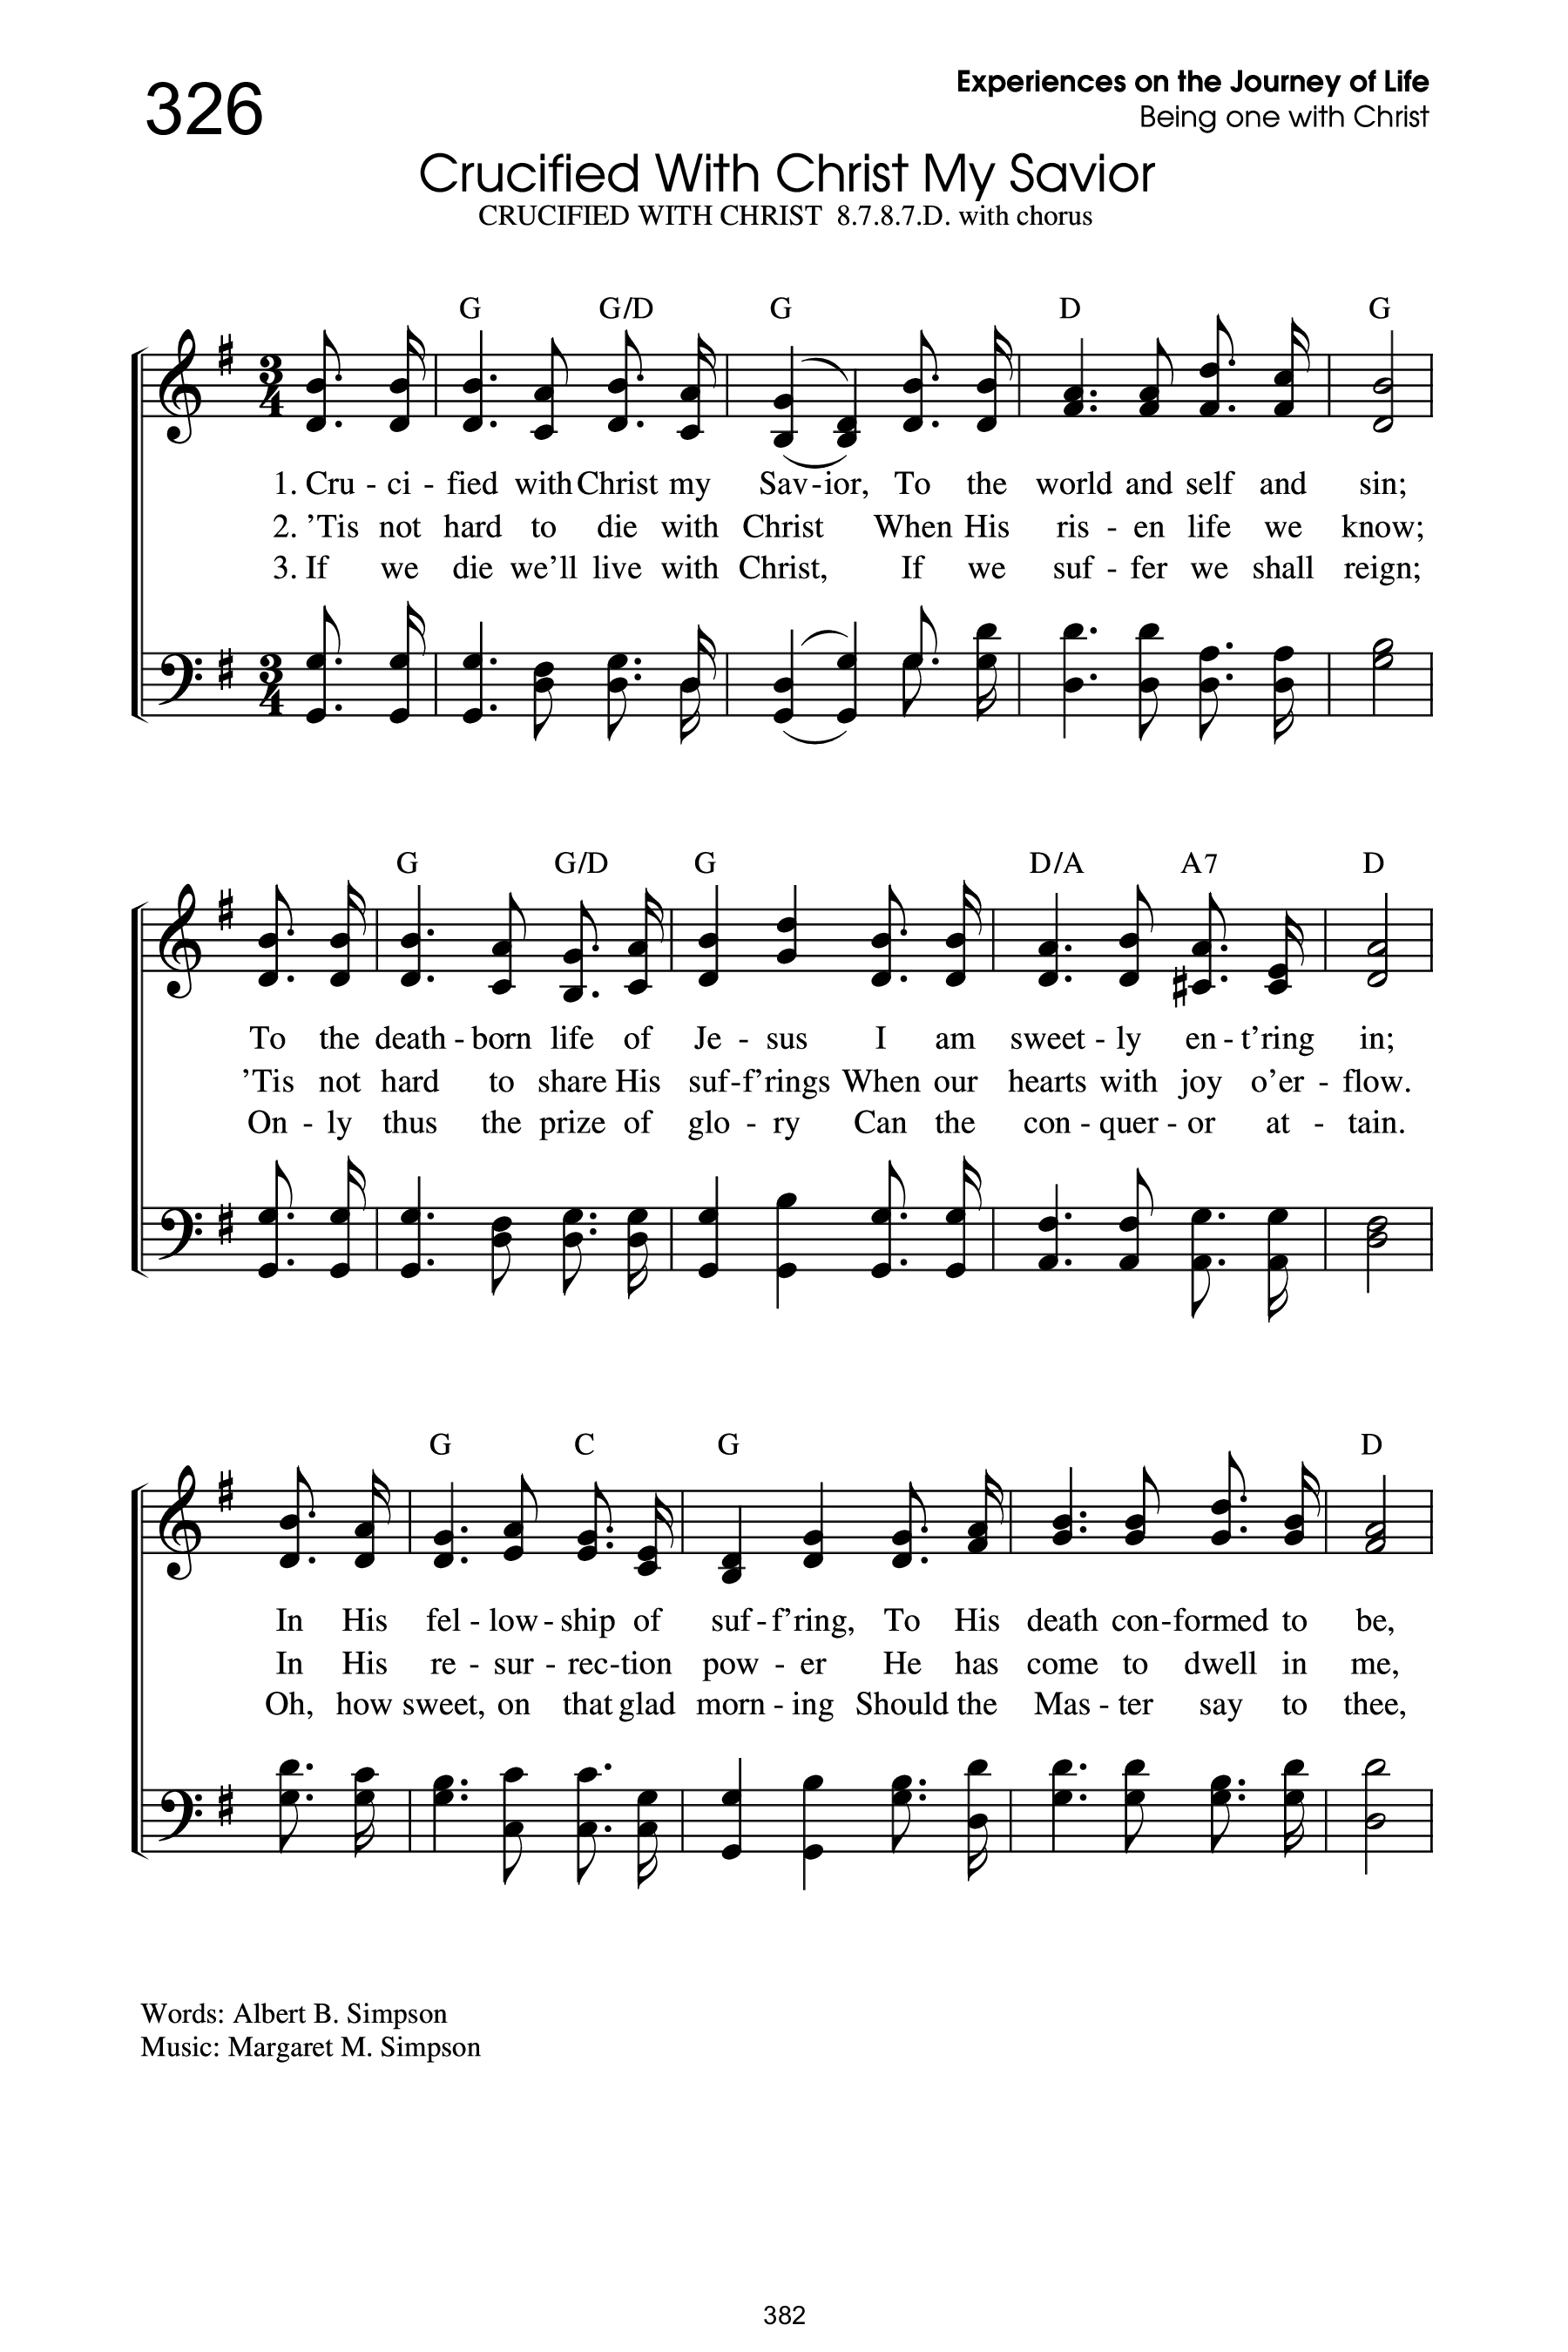 326
Experiences on the Journey of Life
Being one with Christ
Crucified With Christ My Savior
CRUCIFIED WITH CHRIST 8.7.8.7.D. with chorus
G G/D G D G
3 4
1. Cru - ci - fied with Christ my Sav - ior, To the world and self and sin;
2. ’Tis not hard to die with Christ When His ris - en life we know;
3. If we die we’ll live with Christ, If we suf - fer we shall reign;
3 4
G G/D G D/A A7 D
To the death - born life of Je - sus I am sweet - ly en - t’ring in;
’Tis not hard to share His suf - f’rings When our hearts with joy o’er - flow.
On - ly thus the prize of glo - ry Can the con - quer - or at - tain.
G C G D
In His fel - low - ship of suf - f’ring, To His death con - formed to be,
In His re - sur - rec - tion pow - er He has come to dwell in me,
Oh, how sweet, on that glad morn - ing Should the Mas - ter say to thee,
Words: Albert B. Simpson
Music: Margaret M. Simpson
382